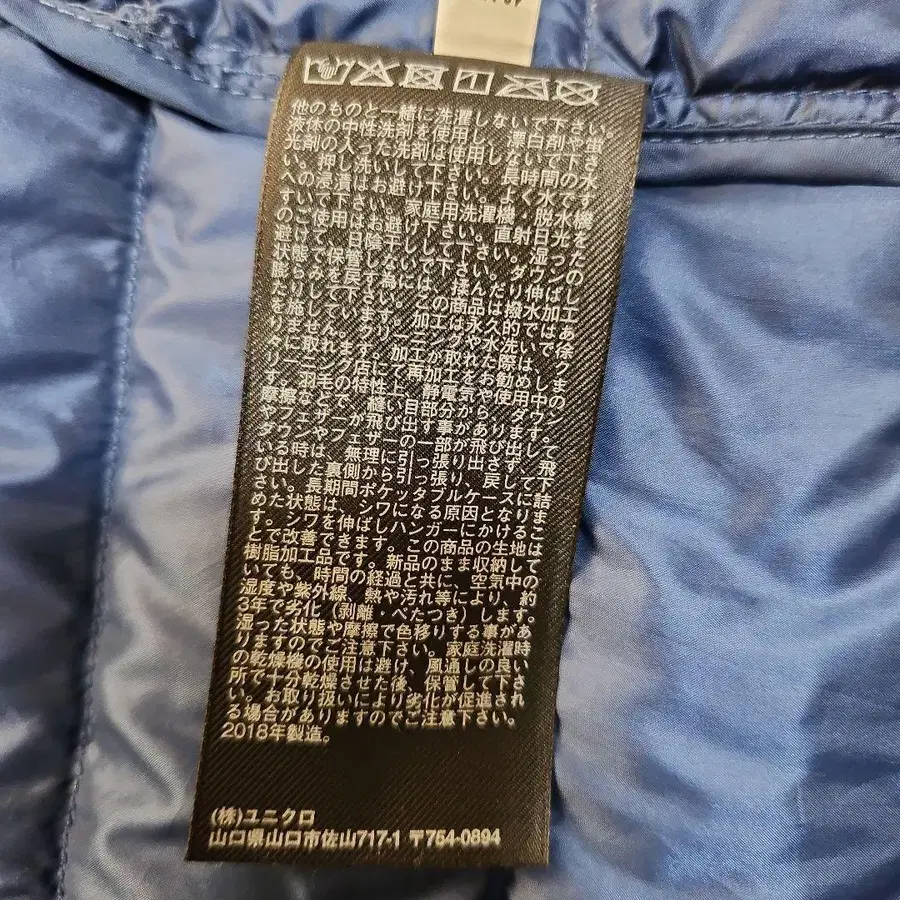 他のものと一緒に洗濯しないで下さい。
液体の中性洗剤を使用し、漂白剤や蛍
光剤の入った洗剤は使用しないで下さ
い。押し洗いして下さい。長時間の水
への浸漬はお避け下さい。よく水です
すいで下さい。家庭用洗濯機・脱水機
のご使用はお避け下さい。直射日光を
避けて、日陰干しして下さい。湿った
状態で保管しないで下さい。ダウンの
膨らみを戻す為には、揉んだり伸ばし
たりして下さい。この商品は撥水加工
を施しています。加工は永久的ではあ
りません。クリーニングや水洗いで徐
々に取れます。加工が取れた際は、ク
リーニング店にて再加工をお勧めしま
す。羽毛の特性上、静電気や使用中の
摩擦などで、縫い目部分からダウン
やフェザーが飛び出す事があります。
ダウンやフェザーの一部が飛び出して
いる時は、無理に引っ張り出さず、飛
び出した裏側から引っ張り戻して下
さい。長期間ポケッタブルケースに詰
めた状態は、シワになる原因となりま
す。シワを伸ばしハンガーにかけるこ
とで改善できます。この商品の生地は
樹脂加工品です。新品のまま収納して
いても、時間の経過と共に、空気中の
湿度や紫外線、熱や汚れ等により、約
3年で劣化（剥離・べたつき）します。
湿った状態や摩擦で色移りする事があ
りますのでご注意下さい。家庭洗濯時
の乾燥機の使用は避け、風通しの良い
所で十分乾燥させた後、保管して下さ
い。お取り扱いにより劣化が促進され
る場合がありますのでご注意下さい。
2018年製造。
(株)ユニクロ
山口県山口市佐山717-1 〒754-0894